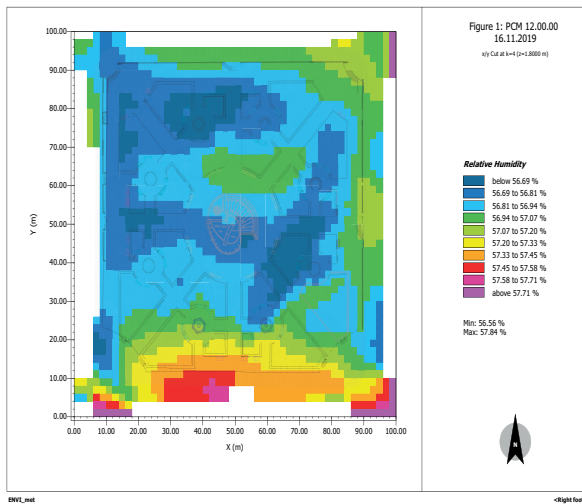 Figure 1: PCM 12.00.00
16.11.2019
x/y Cut at k=4 (z=1.8000 m)
100.00
90.00
80.00
70.00
60.00
50.00
40.00
30.00
20.00
10.00
0.00
Y (m)
0.00 10.00 20.00 30.00 40.00 50.00 60.00 70.00 80.00 90.00 100.00
X (m)
Relative Humidity
below 56.69 %
56.69 to 56.81 %
56.81 to 56.94 %
56.94 to 57.07 %
57.07 to 57.20 %
57.20 to 57.33 %
57.33 to 57.45 %
57.45 to 57.58 %
57.58 to 57.71 %
above 57.71 %
Min: 56.56 %
Max: 57.84 %
N
ENVI_met
<Right foo